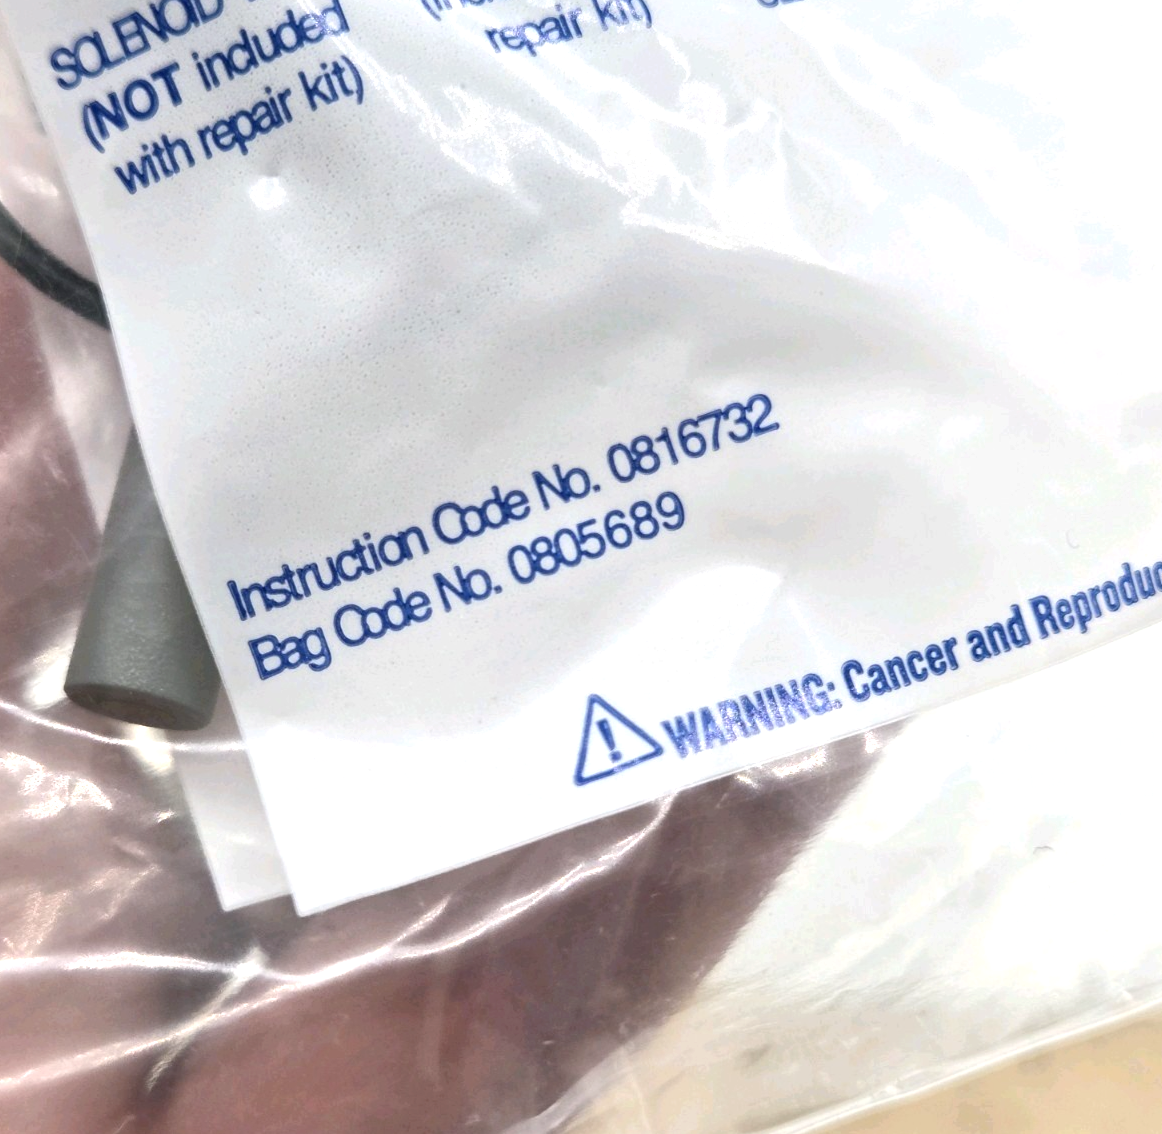 SOLENOID
(NOT included
with repair kit)
repair kit)
Instruction Code No. 0816732
Bag Code No. 0805689
WARNING: Cancer and